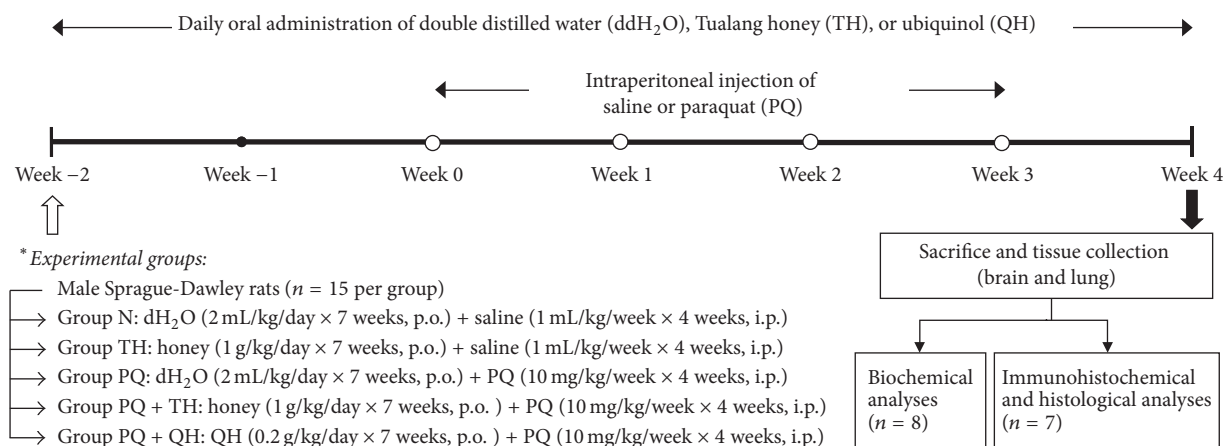 Daily oral administration of double distilled water (ddH₂O), Tualang honey (TH), or ubiquinol (QH)
Intraperitoneal injection of
saline or paraquat (PQ)
Week −2 Week −1 Week 0 Week 1 Week 2 Week 3 Week 4
*Experimental groups:
Male Sprague-Dawley rats (n = 15 per group)
Group N: dH₂O (2 mL/kg/day × 7 weeks, p.o.) + saline (1 mL/kg/week × 4 weeks, i.p.)
Group TH: honey (1 g/kg/day × 7 weeks, p.o.) + saline (1 mL/kg/week × 4 weeks, i.p.)
Group PQ: dH₂O (2 mL/kg/day × 7 weeks, p.o.) + PQ (10 mg/kg/week × 4 weeks, i.p.)
Group PQ + TH: honey (1 g/kg/day × 7 weeks, p.o. ) + PQ (10 mg/kg/week × 4 weeks, i.p.)
Group PQ + QH: QH (0.2 g/kg/day × 7 weeks, p.o.) + PQ (10 mg/kg/week × 4 weeks, i.p.)
Sacrifice and tissue collection
(brain and lung)
Biochemical
analyses
(n = 8)
Immunohistochemical
and histological analyses
(n = 7)